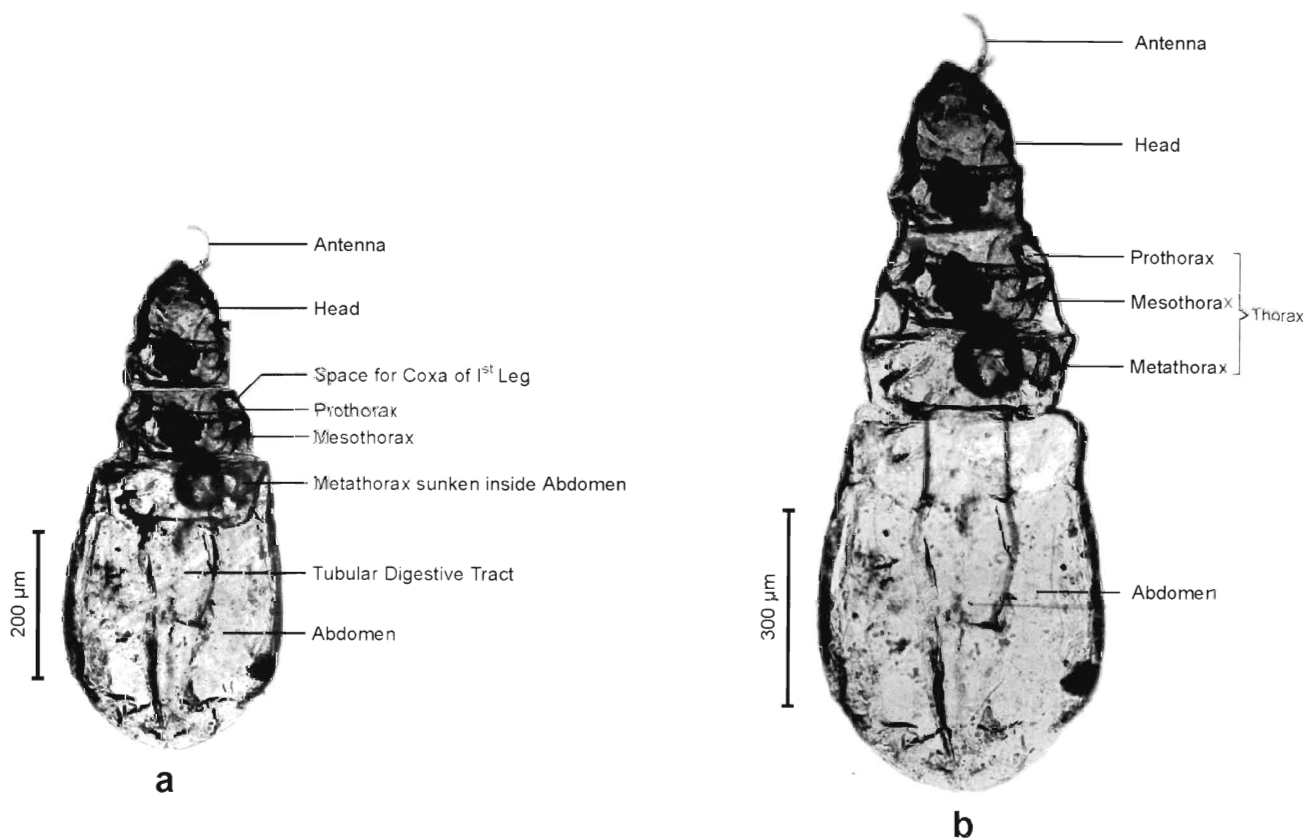 Antenna
Head
Space for Coxa of Ist Leg
Prothorax
Mesothorax
Metathorax sunken inside Abdomen
Tubular Digestive Tract
Abdomen
200 µm
a
Antenna
Head
Prothorax
Mesothorax
Thorax
Metathorax
Abdomen
300 µm
b